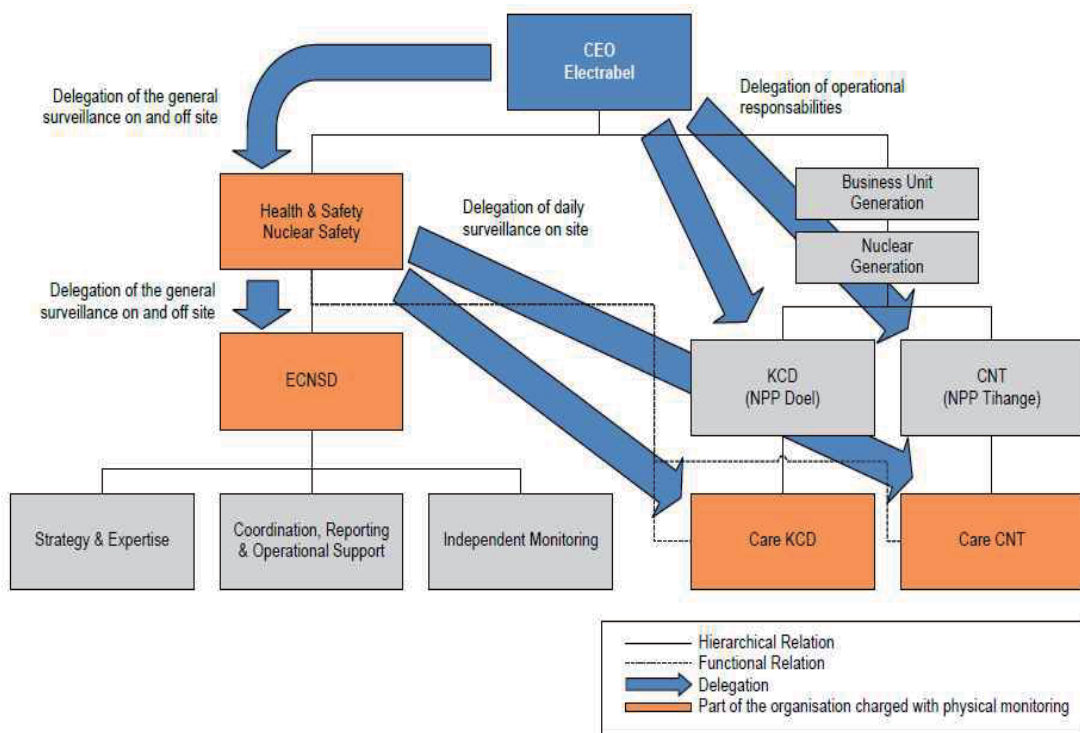 CEO
Electrabel
Delegation of the general
surveillance on and off site
Delegation of operational
responsabilities
Business Unit
Generation
Health & Safety
Nuclear Safety
Delegation of daily
surveillance on site
Nuclear
Generation
Delegation of the general
surveillance on and off site
ECNSD
KCD
(NPP Doel)
CNT
(NPP Tihange)
Strategy & Expertise
Coordination, Reporting
& Operational Support
Independent Monitoring
Care KCD
Care CNT
Hierarchical Relation
Functional Relation
Delegation
Part of the organisation charged with physical monitoring